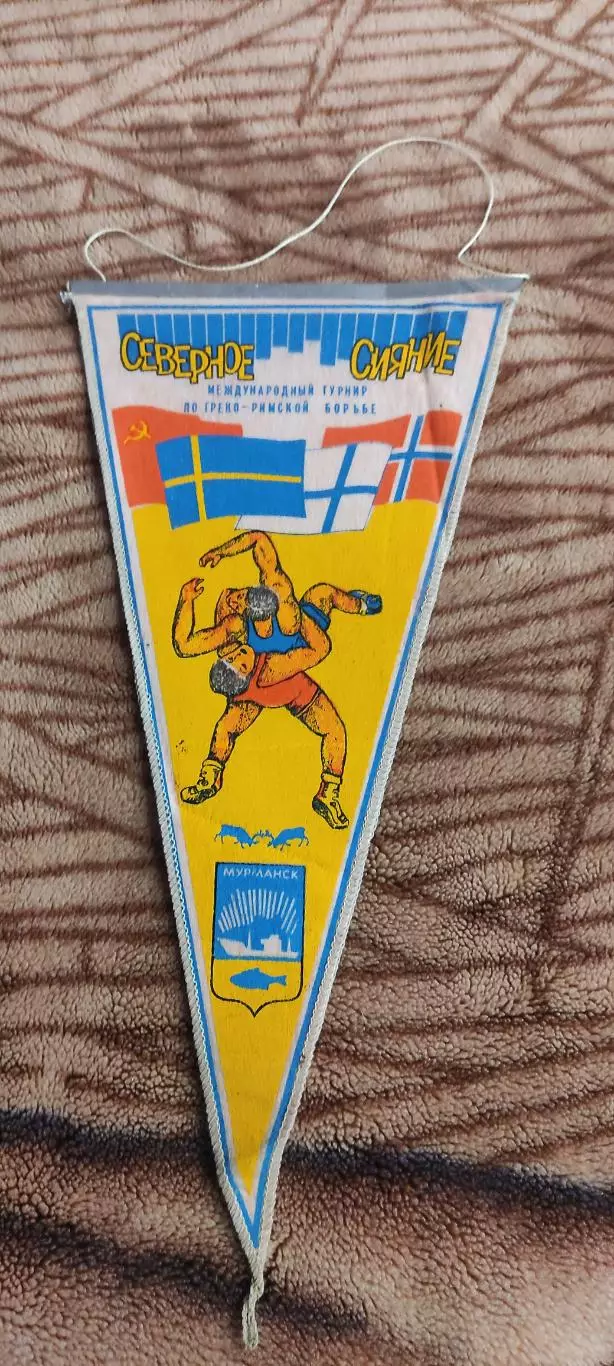 СЕВЕРНОЕ СИЯНИЕ
МЕЖДУНАРОДНЫЙ ТУРНИР
ПО ГРЕКО-РИМСКОЙ БОРЬБЕ
МУРМАНСК